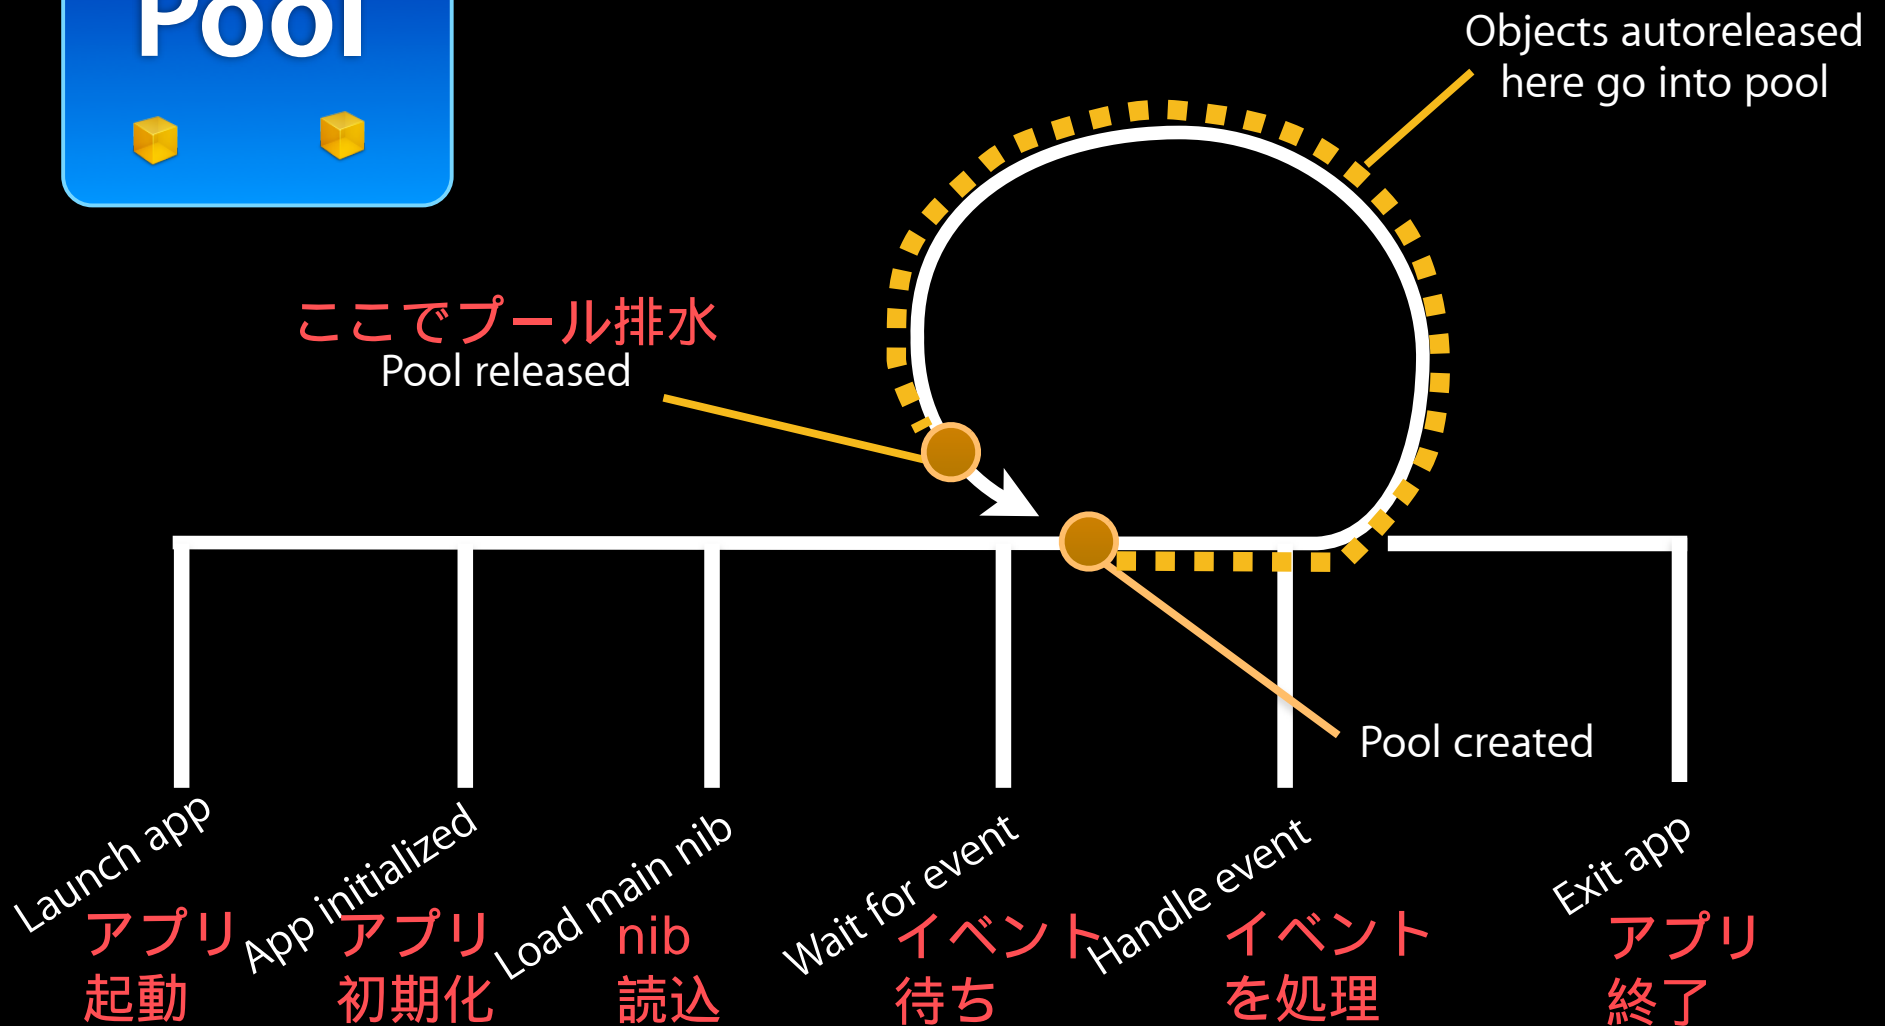 Pool
Objects autoreleased
here go into pool
ここでプール排水
Pool released
Pool created
Launch app
アプリ
起動
App initialized
アプリ
初期化
Load main nib
nib
読込
Wait for event
イベント
待ち
Handle event
イベント
を処理
Exit app
アプリ
終了